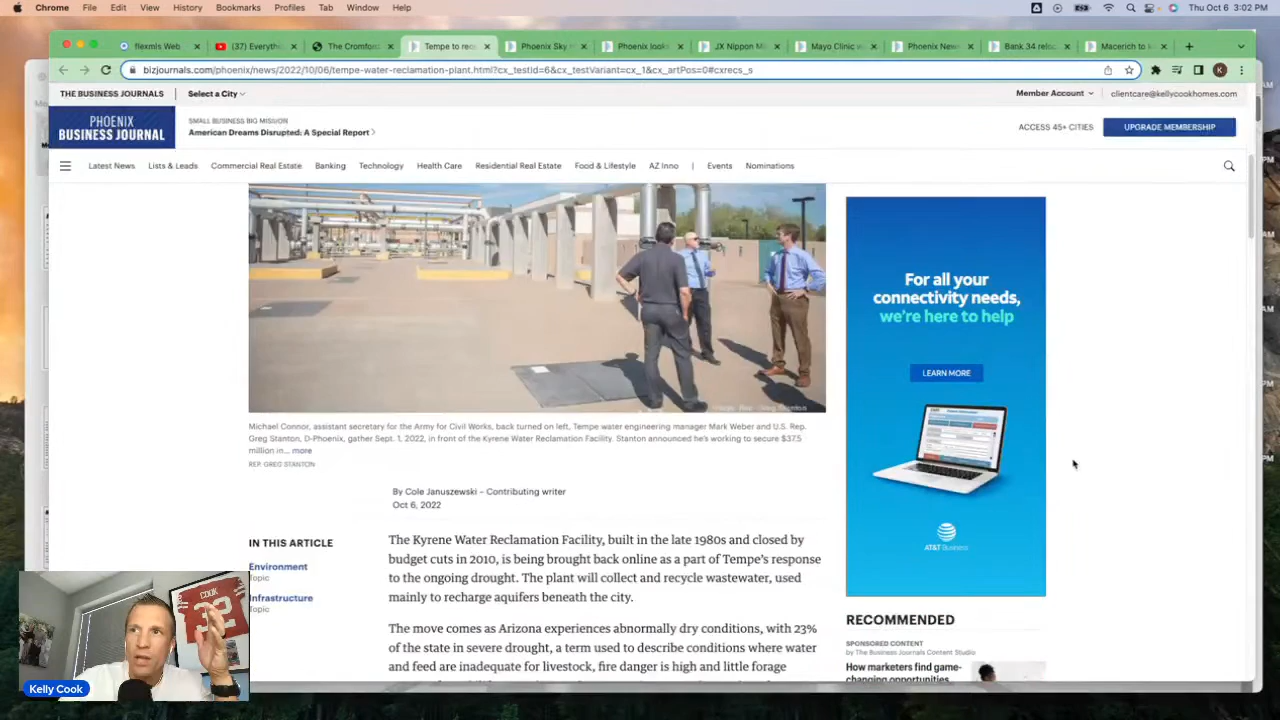 Chrome File Edit View History Bookmarks Profiles Tab Window Help Thu Oct 6 3:02 PM
flexmls Web (37) Everythi The Cromford Tempe to reo Phoenix Sky Phoenix looks JX Nippon Mi Mayo Clinic w Phoenix New Bank 34 relo Macerich to
bizjournals.com/phoenix/news/2022/10/06/tempe-water-reclamation-plant.html?cx_testId=6&cx_testVariant=cx_1&cx_artPos=0#cxrecs_s
THE BUSINESS JOURNALS Select a City Member Account clientcare@kellycookhomes.com
PHOENIX
BUSINESS JOURNAL
SMALL BUSINESS BIG MISSION
American Dreams Disrupted: A Special Report
ACCESS 45+ CITIES UPGRADE MEMBERSHIP
Latest News Lists & Leads Commercial Real Estate Banking Technology Health Care Residential Real Estate Food & Lifestyle AZ Inno | Events Nominations
Image: Rep. Greg Stanton
Michael Connor, assistant secretary for the Army for Civil Works, back turned on left, Tempe water engineering manager Mark Weber and U.S. Rep.
Greg Stanton, D-Phoenix, gather Sept. 1, 2022, in front of the Kyrene Water Reclamation Facility. Stanton announced he's working to secure $37.5
million in... more
REP. GREG STANTON
By Cole Januszewski – Contributing writer
Oct 6, 2022
IN THIS ARTICLE
Environment
Topic
Infrastructure
Topic
The Kyrene Water Reclamation Facility, built in the late 1980s and closed by
budget cuts in 2010, is being brought back online as a part of Tempe's response
to the ongoing drought. The plant will collect and recycle wastewater, used
mainly to recharge aquifers beneath the city.
The move comes as Arizona experiences abnormally dry conditions, with 23%
of the state in severe drought, a term used to describe conditions where water
and feed are inadequate for livestock, fire danger is high and little forage
For all your
connectivity needs,
we're here to help
LEARN MORE
AT&T Business
RECOMMENDED
SPONSORED CONTENT
by The Business Journals Content Studio
How marketers find game-
changing opportunities
COOK
32
Kelly Cook